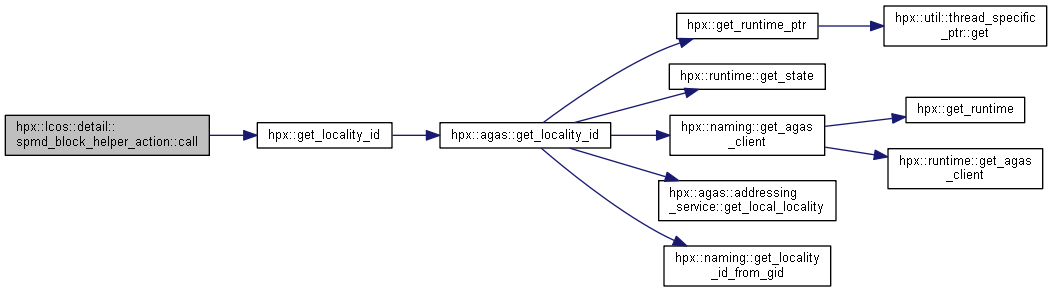 hpx::lcos::detail::
spmd_block_helper_action::call
hpx::get_locality_id
hpx::agas::get_locality_id
hpx::get_runtime_ptr
hpx::util::thread_specific
_ptr::get
hpx::runtime::get_state
hpx::naming::get_agas
_client
hpx::get_runtime
hpx::runtime::get_agas
_client
hpx::agas::addressing
_service::get_local_locality
hpx::naming::get_locality
_id_from_gid